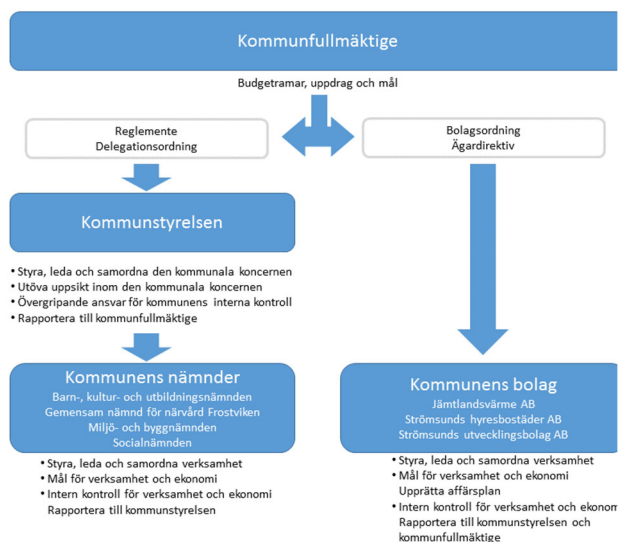 Kommunfullmäktige
Budgetramar, uppdrag och mål
Reglemente
Delegationsordning
Bolagsordning
Ägardirektiv
Kommunstyrelsen
• Styra, leda och samordna den kommunala koncernen
• Utöva uppsikt inom den kommunala koncernen
• Övergripande ansvar för kommunens interna kontroll
• Rapportera till kommunfullmäktige
Kommunens nämnder
Barn-, kultur- och utbildningsnämnden
Gemensam nämnd för närvård Frostviken
Miljö- och byggnämnden
Socialnämnden
• Styra, leda och samordna verksamhet
• Mål för verksamhet och ekonomi
• Intern kontroll för verksamhet och ekonomi
Rapportera till kommunstyrelsen
Kommunens bolag
Jämtlandsvärme AB
Strömsunds hyresbostäder AB
Strömsunds utvecklingsbolag AB
• Styra, leda och samordna verksamhet
• Mål för verksamhet och ekonomi
Upprätta affärsplan
• Intern kontroll för verksamhet och ekonom
Rapportera till kommunstyrelsen och
kommunfullmäktige